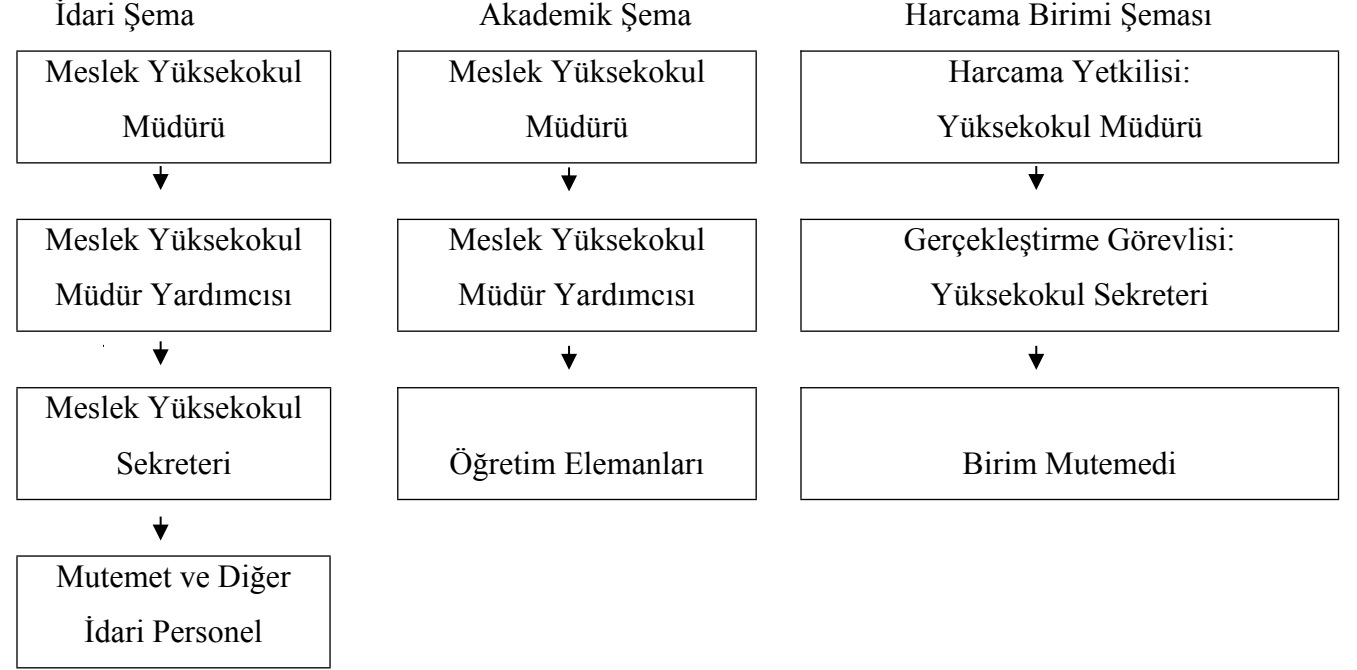 İdari Şema
Akademik Şema
Harcama Birimi Şeması
Meslek Yüksekokul
Müdürü
Meslek Yüksekokul
Müdürü
Harcama Yetkilisi:
Yüksekokul Müdürü
Meslek Yüksekokul
Müdür Yardımcısı
Meslek Yüksekokul
Müdür Yardımcısı
Gerçekleştirme Görevlisi:
Yüksekokul Sekreteri
Meslek Yüksekokul
Sekreteri
Öğretim Elemanları
Birim Mutemedi
Mutemet ve Diğer
İdari Personel